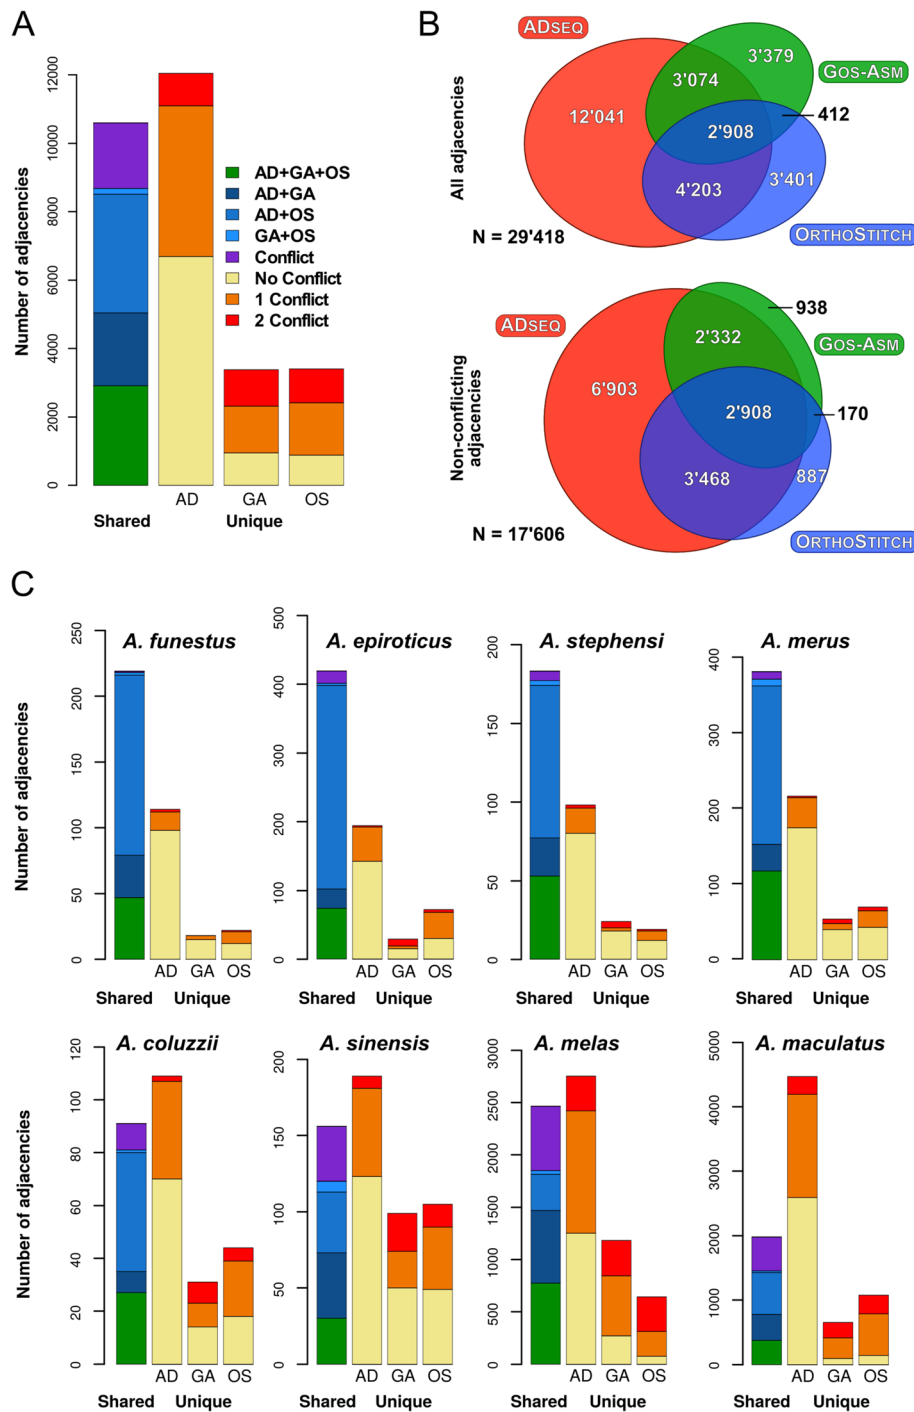 A
Number of adjacencies
12000
10000
8000
6000
4000
2000
0
AD+GA+OS
AD+GA
AD+OS
GA+OS
Conflict
No Conflict
1 Conflict
2 Conflict
AD
GA
OS
Shared
Unique
B
All adjacencies
ADSEQ
GOS-ASM
ORTHOSTITCH
3'379
3'074
12'041
412
2'908
4'203
3'401
N = 29'418
Non-conflicting
adjacencies
ADSEQ
GOS-ASM
ORTHOSTITCH
938
2'332
6'903
2'908
170
3'468
887
N = 17'606
C
A. funestus
Number of adjacencies
250
200
150
100
50
0
AD
GA
OS
Shared
Unique
A. epiroticus
500
400
300
200
100
0
AD
GA
OS
Shared
Unique
A. stephensi
200
150
100
50
0
AD
GA
OS
Shared
Unique
A. merus
400
300
200
100
0
AD
GA
OS
Shared
Unique
A. coluzzii
Number of adjacencies
120
100
80
60
40
20
0
AD
GA
OS
Shared
Unique
A. sinensis
200
150
100
50
0
AD
GA
OS
Shared
Unique
A. melas
3000
2500
2000
1500
1000
500
0
AD
GA
OS
Shared
Unique
A. maculatus
5000
4000
3000
2000
1000
0
AD
GA
OS
Shared
Unique